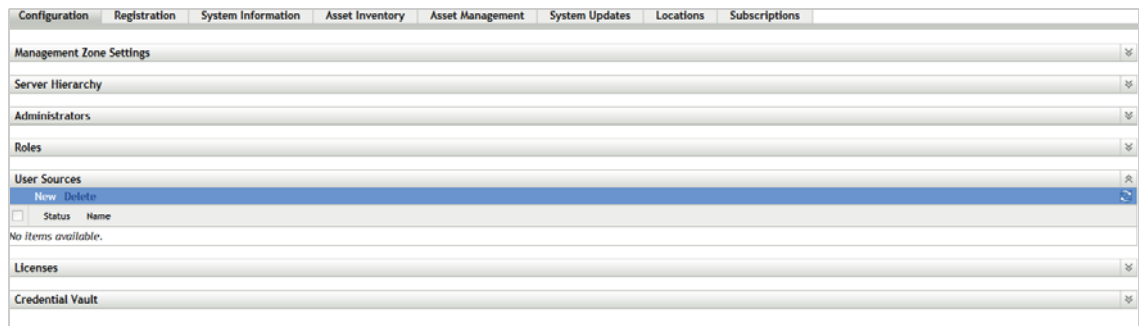 Configuration Registration System Information Asset Inventory Asset Management System Updates Locations Subscriptions
Management Zone Settings
Server Hierarchy
Administrators
Roles
User Sources
New Delete
Status Name
No items available.
Licenses
Credential Vault